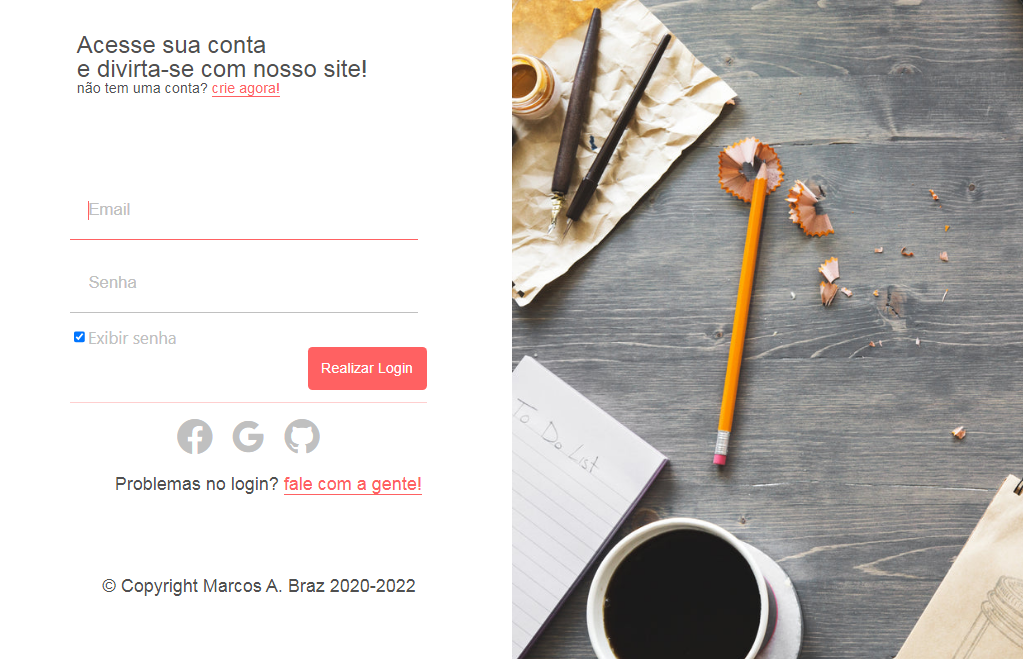 Acesse sua conta
e divirta-se com nosso site!
não tem uma conta? crie agora!
Email
Senha
Exibir senha
Realizar Login
Problemas no login? fale com a gente!
© Copyright Marcos A. Braz 2020-2022
To Do List